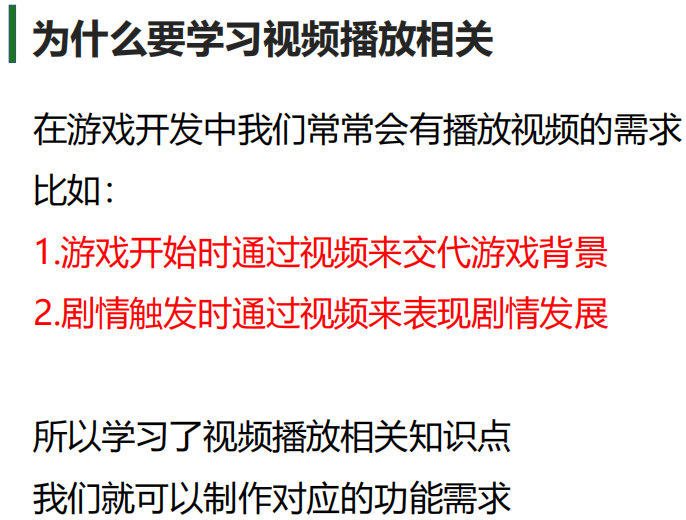 为什么要学习视频播放相关
在游戏开发中我们常常会有播放视频的需求
比如：
1.游戏开始时通过视频来交代游戏背景
2.剧情触发时通过视频来表现剧情发展
所以学习了视频播放相关知识点
我们就可以制作对应的功能需求